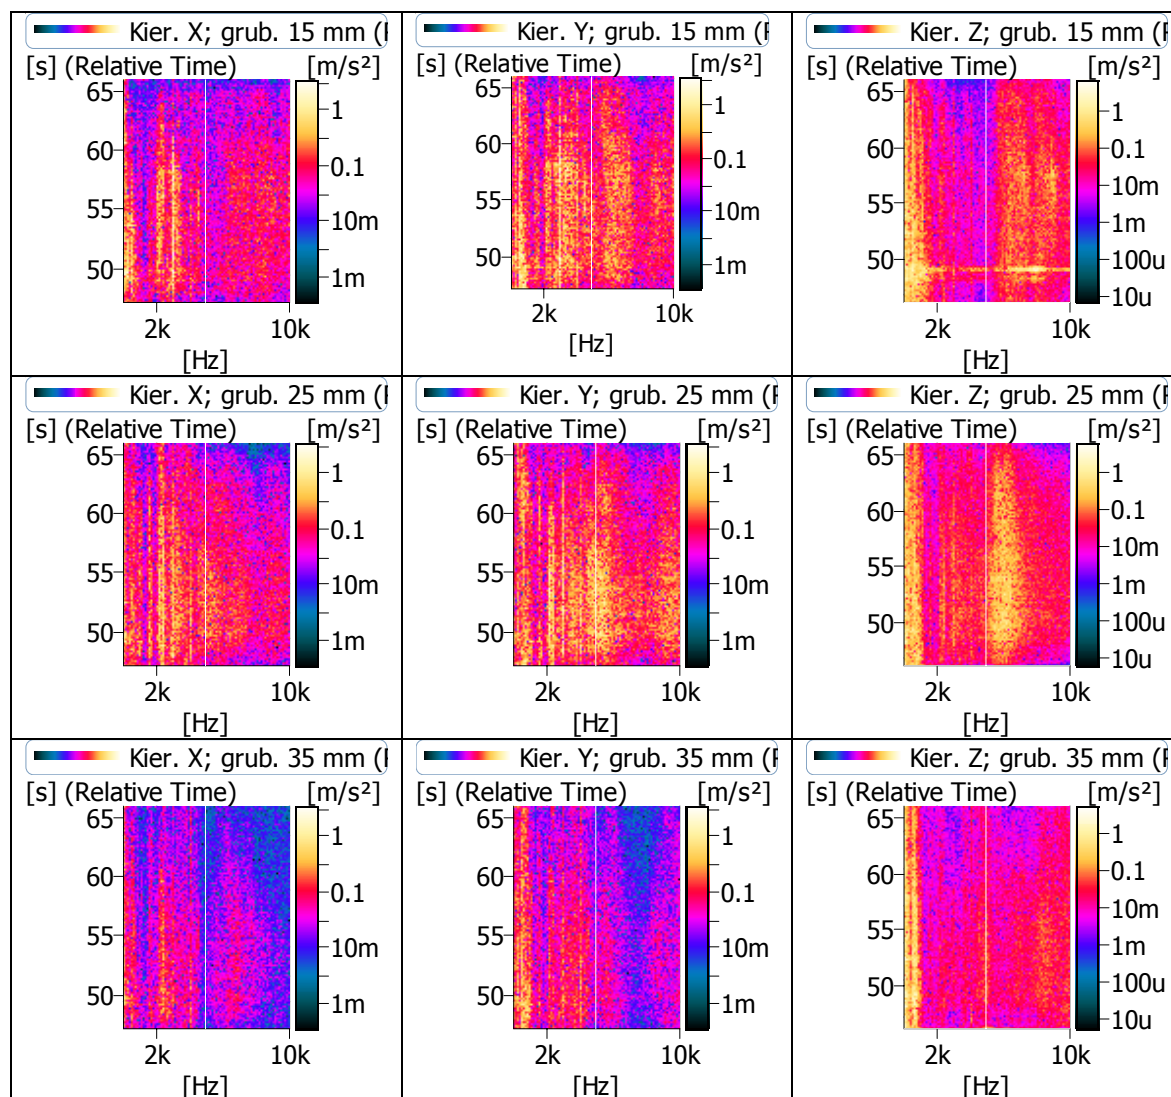 Kier. X; grub. 15 mm (F
[s] (Relative Time) [m/s²]
65
60
55
50
1
0.1
10m
1m
2k 10k
[Hz]
Kier. Y; grub. 15 mm (F
[s] (Relative Time) [m/s²]
65
60
55
50
1
0.1
10m
1m
2k 10k
[Hz]
Kier. Z; grub. 15 mm (F
[s] (Relative Time) [m/s²]
65
60
55
50
1
0.1
10m
1m
100u
10u
2k 10k
[Hz]
Kier. X; grub. 25 mm (F
[s] (Relative Time) [m/s²]
65
60
55
50
1
0.1
10m
1m
2k 10k
[Hz]
Kier. Y; grub. 25 mm (F
[s] (Relative Time) [m/s²]
65
60
55
50
1
0.1
10m
1m
2k 10k
[Hz]
Kier. Z; grub. 25 mm (F
[s] (Relative Time) [m/s²]
65
60
55
50
1
0.1
10m
1m
100u
10u
2k 10k
[Hz]
Kier. X; grub. 35 mm (F
[s] (Relative Time) [m/s²]
65
60
55
50
1
0.1
10m
1m
2k 10k
[Hz]
Kier. Y; grub. 35 mm (F
[s] (Relative Time) [m/s²]
65
60
55
50
1
0.1
10m
1m
2k 10k
[Hz]
Kier. Z; grub. 35 mm (F
[s] (Relative Time) [m/s²]
65
60
55
50
1
0.1
10m
1m
100u
10u
2k 10k
[Hz]